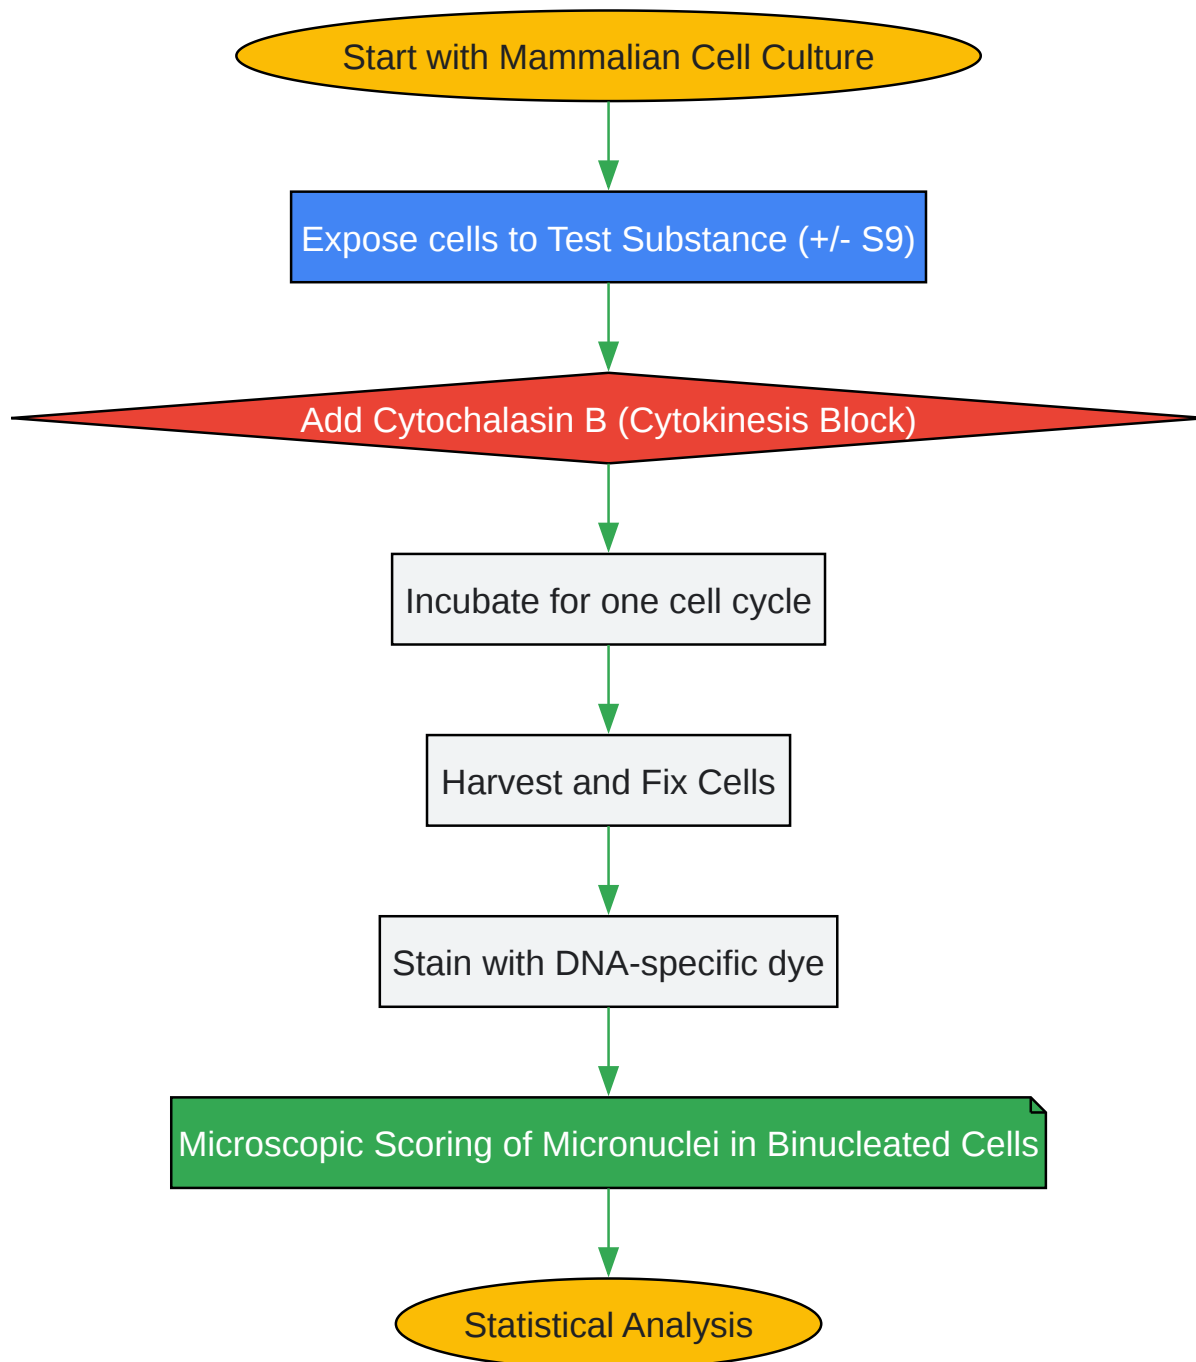 Start with Mammalian Cell Culture
Expose cells to Test Substance (+/- S9)
Add Cytochalasin B (Cytokinesis Block)
Incubate for one cell cycle
Harvest and Fix Cells
Stain with DNA-specific dye
Microscopic Scoring of Micronuclei in Binucleated Cells
Statistical Analysis